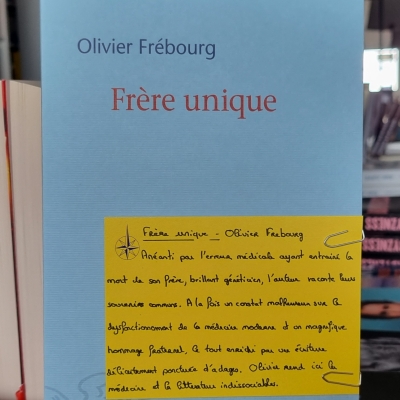 Olivier Frébourg
Frère unique
Frère unique - Olivier Frebourg
Anéanti par l'erreur médicale ayant entrainé la
mort de son frère, brillant généticien, l'auteur raconte leurs
souvenirs communs. A la fois un constat malheureux sur le
dysfonctionnement de la médecine moderne et un magnifique
hommage fraternel, le tout enrichi par une écriture
délicatement ponctuée d'adages. Olivier rend ici la
médecine et la littérature indissociables.